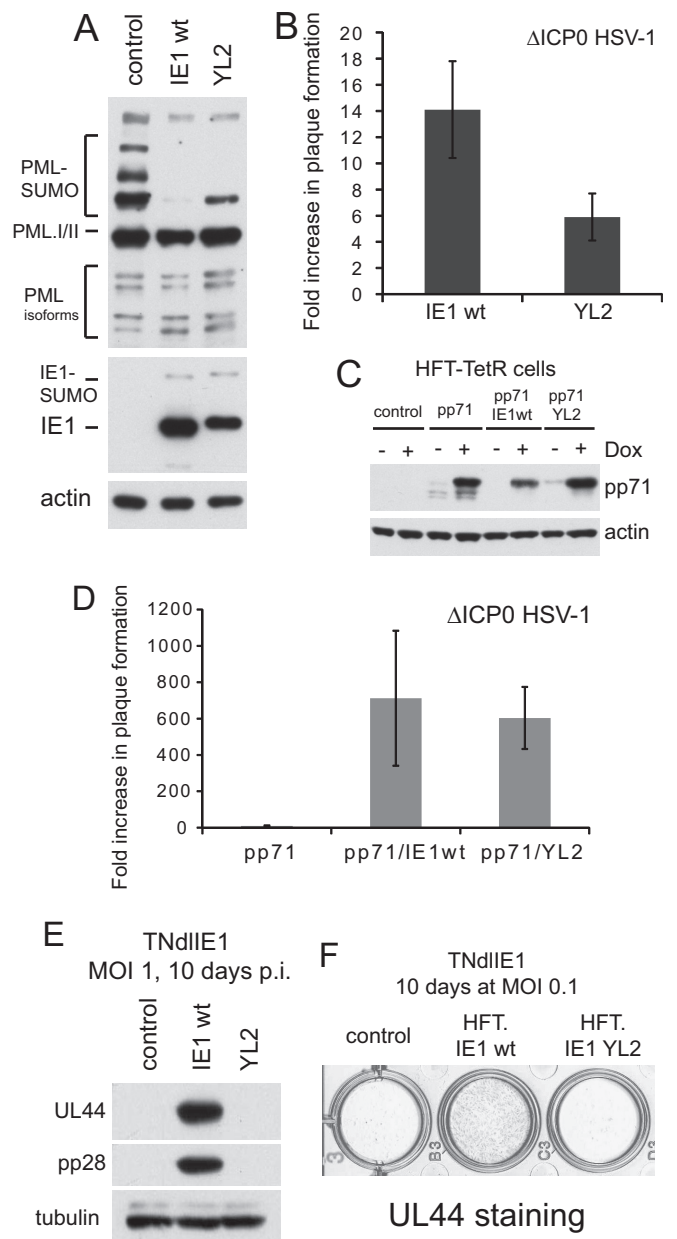 A
control
IE1 wt
YL2
PML-
SUMO
PML.I/II
PML
isoforms
IE1-
SUMO
IE1
actin
B
ΔICP0 HSV-1
Fold increase in plaque formation
20
18
16
14
12
10
8
6
4
2
0
IE1 wt
YL2
C
HFT-TetR cells
control
pp71
pp71
IE1wt
pp71
YL2
- + - + - + - + Dox
pp71
actin
D
ΔICP0 HSV-1
Fold increase in plaque formation
1200
1000
800
600
400
200
0
pp71
pp71/IE1wt
pp71/YL2
E
TNdlIE1
MOI 1, 10 days p.i.
control
IE1 wt
YL2
UL44
pp28
tubulin
F
TNdlIE1
10 days at MOI 0.1
control
HFT.
IE1 wt
HFT.
IE1 YL2
3
B3
C3
D3
UL44 staining